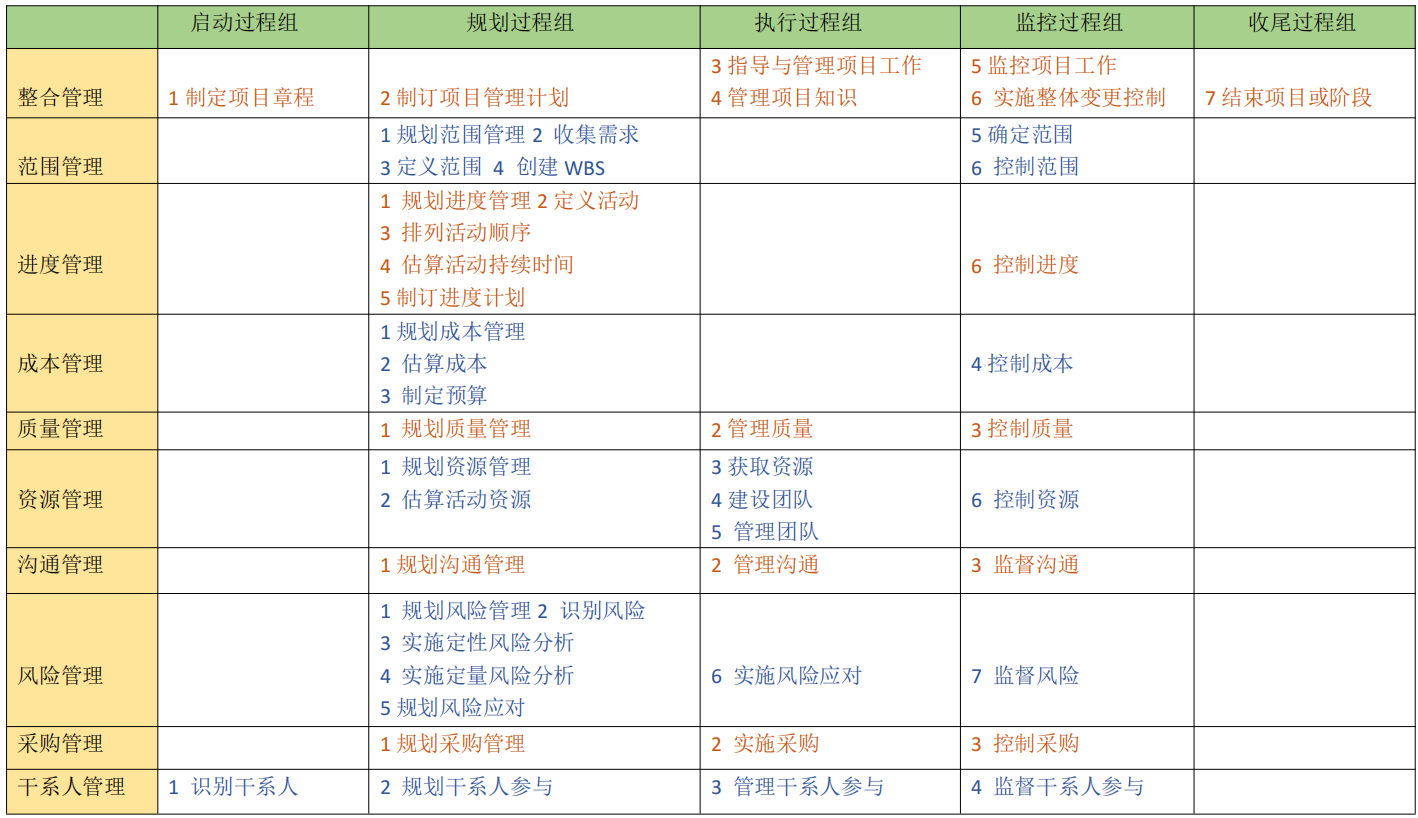 启动过程组 规划过程组 执行过程组 监控过程组 收尾过程组
整合管理
1 制定项目章程
2 制订项目管理计划
3 指导与管理项目工作
4 管理项目知识
5 监控项目工作
6 实施整体变更控制
7 结束项目或阶段
范围管理
1 规划范围管理 2 收集需求
3 定义范围 4 创建 WBS
5 确定范围
6 控制范围
进度管理
1 规划进度管理 2 定义活动
3 排列活动顺序
4 估算活动持续时间
5 制订进度计划
6 控制进度
成本管理
1 规划成本管理
2 估算成本
3 制定预算
4 控制成本
质量管理
1 规划质量管理
2 管理质量
3 控制质量
资源管理
1 规划资源管理
2 估算活动资源
3 获取资源
4 建设团队
5 管理团队
6 控制资源
沟通管理
1 规划沟通管理
2 管理沟通
3 监督沟通
风险管理
1 规划风险管理 2 识别风险
3 实施定性风险分析
4 实施定量风险分析
5 规划风险应对
6 实施风险应对
7 监督风险
采购管理
1 规划采购管理
2 实施采购
3 控制采购
干系人管理
1 识别干系人
2 规划干系人参与
3 管理干系人参与
4 监督干系人参与